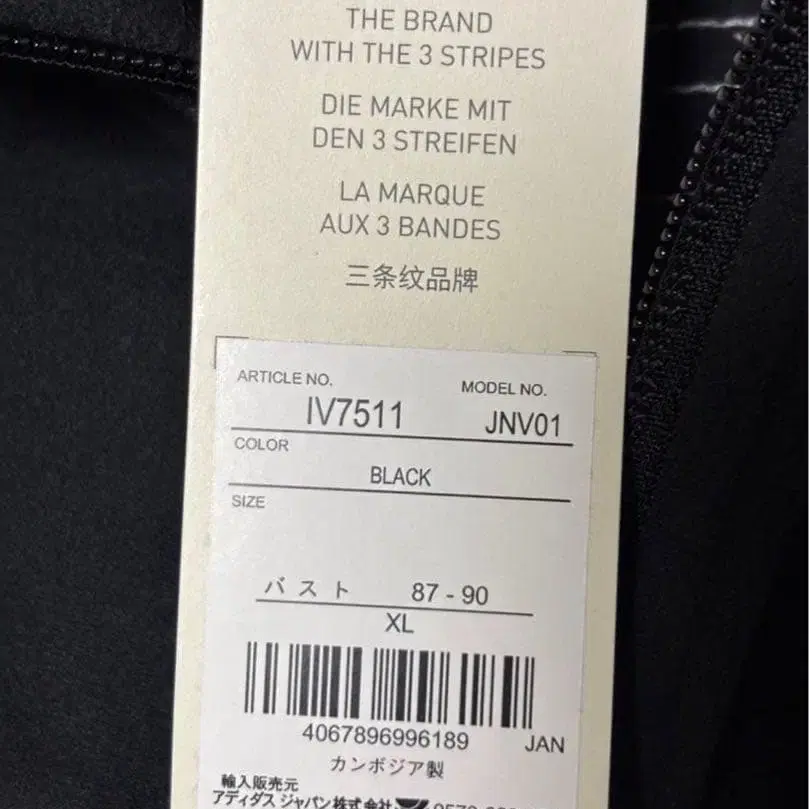 THE BRAND
WITH THE 3 STRIPES
DIE MARKE MIT
DEN 3 STREIFEN
LA MARQUE
AUX 3 BANDES
三条纹品牌
ARTICLE NO.
MODEL NO.
IV7511
JNV01
COLOR
BLACK
SIZE
バスト 87 - 90
XL
4067896996189 JAN
カンボジア製
輸入販売元
アディダス ジャパン株式会社